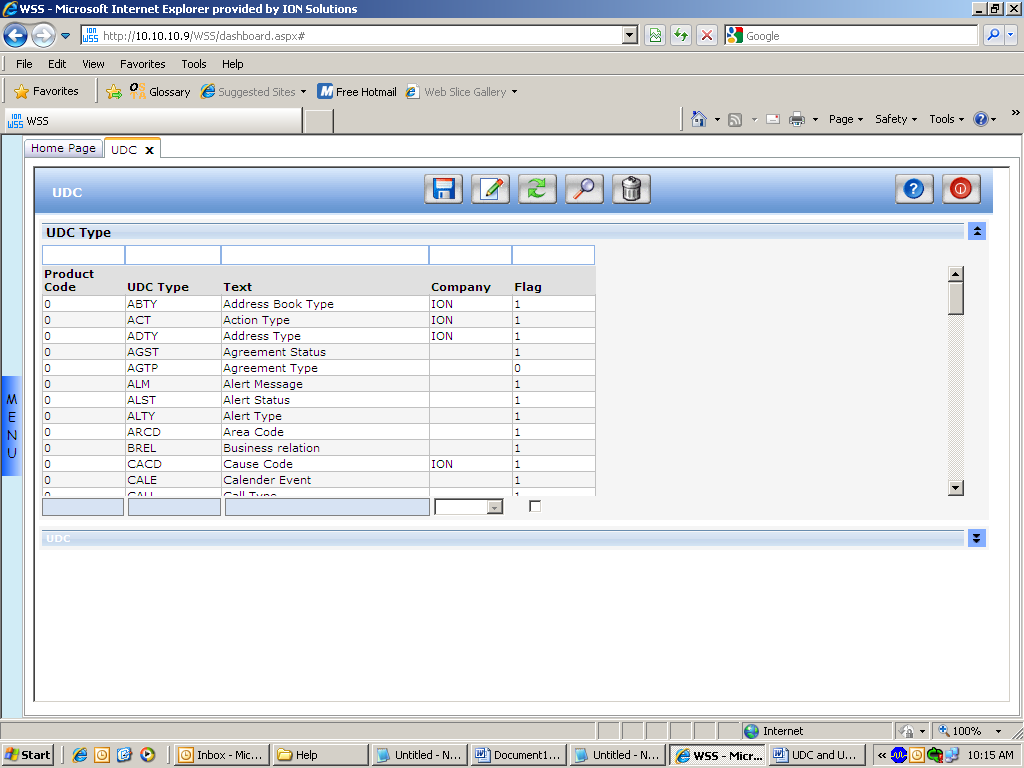 WSS - Microsoft Internet Explorer provided by ION Solutions
ION WSS http://10.10.10.9/WSS/dashboard.aspx# Google
File Edit View Favorites Tools Help
Favorites Glossary Suggested Sites Free Hotmail Web Slice Gallery
ION WSS WSS Page Safety Tools »
Home Page UDC x
UDC
UDC Type
Product
Code UDC Type Text Company Flag
0 ABTY Address Book Type ION 1
0 ACT Action Type ION 1
0 ADTY Address Type ION 1
0 AGST Agreement Status 1
0 AGTP Agreement Type 0
0 ALM Alert Message 1
0 ALST Alert Status 1
0 ALTY Alert Type 1
0 ARCD Area Code 1
0 BREL Business relation 1
0 CACD Cause Code ION 1
0 CALE Calender Event 1
0 CALL Call Type 1
MENU
UDC
Internet 100%
Start Inbox - Mic... Help Untitled - N... Document1... Untitled - N... WSS - Micr... UDC and U... « 10:15 AM